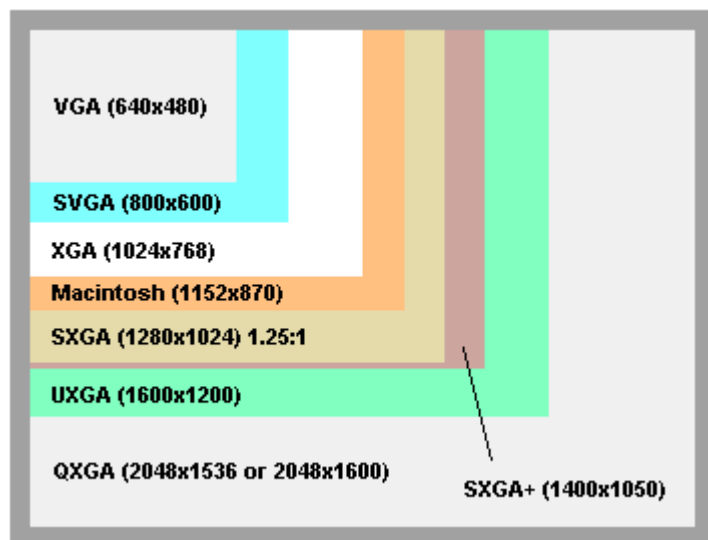 VGA (640x480)
SVGA (800x600)
XGA (1024x768)
Macintosh (1152x870)
SXGA (1280x1024) 1.25:1
UXGA (1600x1200)
QXGA (2048x1536 or 2048x1600)
SXGA+ (1400x1050)